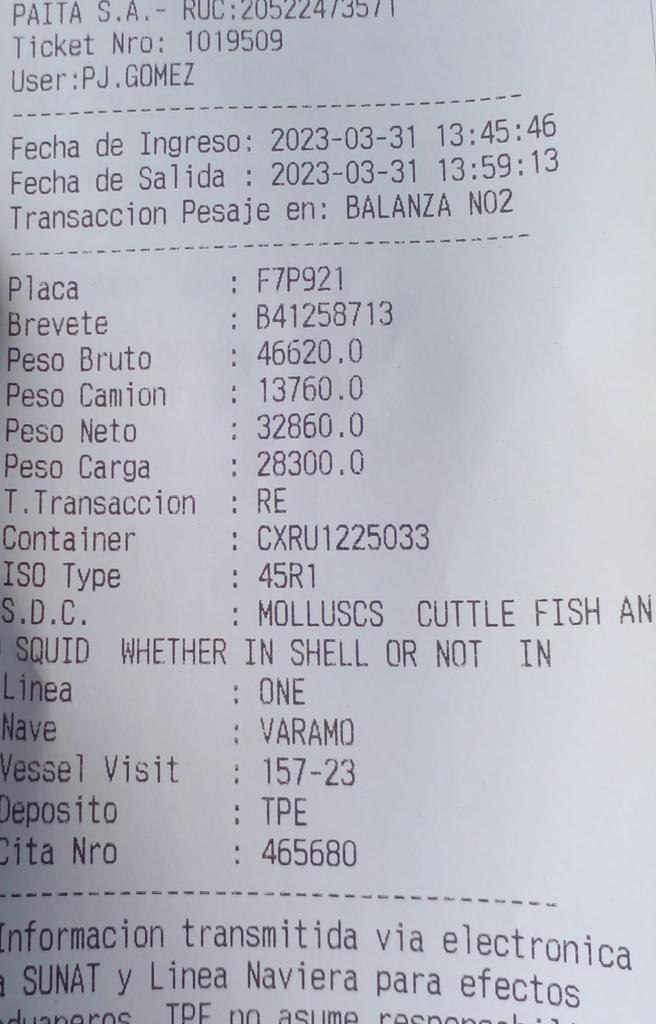 PAITA S.A.- RUC:20522473571
Ticket Nro: 1019509
User:PJ.GOMEZ
Fecha de Ingreso: 2023-03-31 13:45:46
Fecha de Salida : 2023-03-31 13:59:13
Transaccion Pesaje en: BALANZA NO2
Placa : F7P921
Brevete : B41258713
Peso Bruto : 46620.0
Peso Camion : 13760.0
Peso Neto : 32860.0
Peso Carga : 28300.0
T.Transaccion : RE
Container : CXRU1225033
ISO Type : 45R1
S.D.C. : MOLLUSCS CUTTLE FISH AN
SQUID WHETHER IN SHELL OR NOT IN
Linea : ONE
Nave : VARAMO
Vessel Visit : 157-23
Deposito : TPE
Cita Nro : 465680
Informacion transmitida via electronica
a SUNAT y Linea Naviera para efectos
TPE no asume